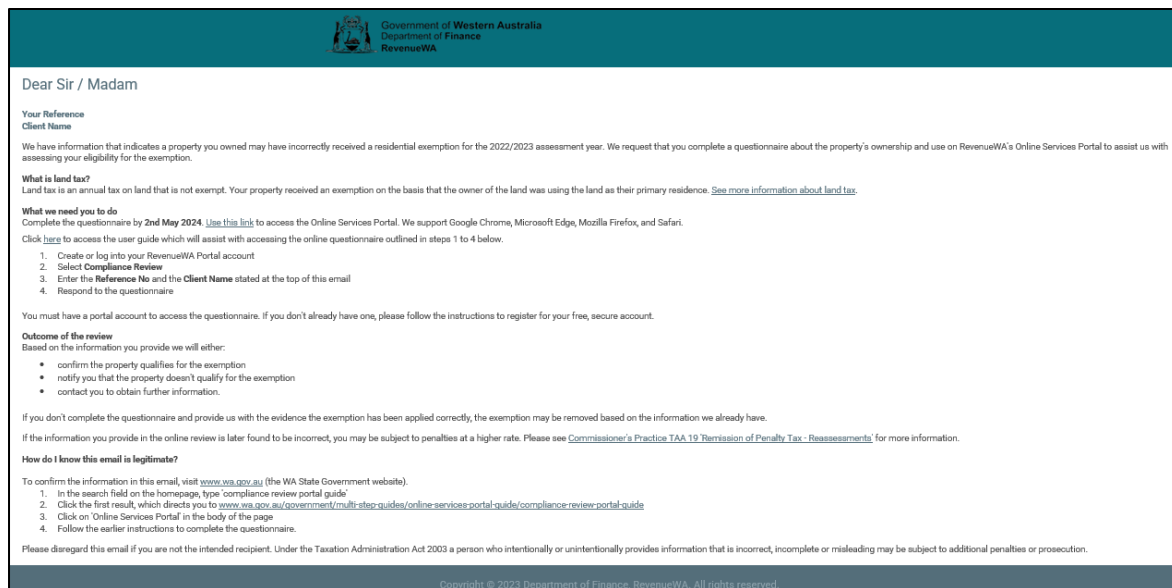 Government of Western Australia
Department of Finance
RevenueWA
Dear Sir / Madam
Your Reference
Client Name
We have information that indicates a property you owned may have incorrectly received a residential exemption for the 2022/2023 assessment year. We request that you complete a questionnaire about the property's ownership and use on RevenueWA's Online Services Portal to assist us with
assessing your eligibility for the exemption.
What is land tax?
Land tax is an annual tax on land that is not exempt. Your property received an exemption on the basis that the owner of the land was using the land as their primary residence. See more information about land tax.
What we need you to do
Complete the questionnaire by 2nd May 2024. Use this link to access the Online Services Portal. We support Google Chrome, Microsoft Edge, Mozilla Firefox, and Safari.
Click here to access the user guide which will assist with accessing the online questionnaire outlined in steps 1 to 4 below.
1. Create or log into your RevenueWA Portal account
2. Select Compliance Review
3. Enter the Reference No and the Client Name stated at the top of this email
4. Respond to the questionnaire
You must have a portal account to access the questionnaire. If you don't already have one, please follow the instructions to register for your free, secure account.
Outcome of the review
Based on the information you provide we will either:
• confirm the property qualifies for the exemption
• notify you that the property doesn't qualify for the exemption
• contact you to obtain further information.
If you don't complete the questionnaire and provide us with the evidence the exemption has been applied correctly, the exemption may be removed based on the information we already have.
If the information you provide in the online review is later found to be incorrect, you may be subject to penalties at a higher rate. Please see Commissioner's Practice TAA 19 'Remission of Penalty Tax - Reassessments' for more information.
How do I know this email is legitimate?
To confirm the information in this email, visit www.wa.gov.au (the WA State Government website).
1. In the search field on the homepage, type 'compliance review portal guide'
2. Click the first result, which directs you to www.wa.gov.au/government/multi-step-guides/online-services-portal-guide/compliance-review-portal-guide
3. Click on 'Online Services Portal' in the body of the page
4. Follow the earlier instructions to complete the questionnaire.
Please disregard this email if you are not the intended recipient. Under the Taxation Administration Act 2003 a person who intentionally or unintentionally provides information that is incorrect, incomplete or misleading may be subject to additional penalties or prosecution.
Copyright © 2023 Department of Finance, RevenueWA. All rights reserved.